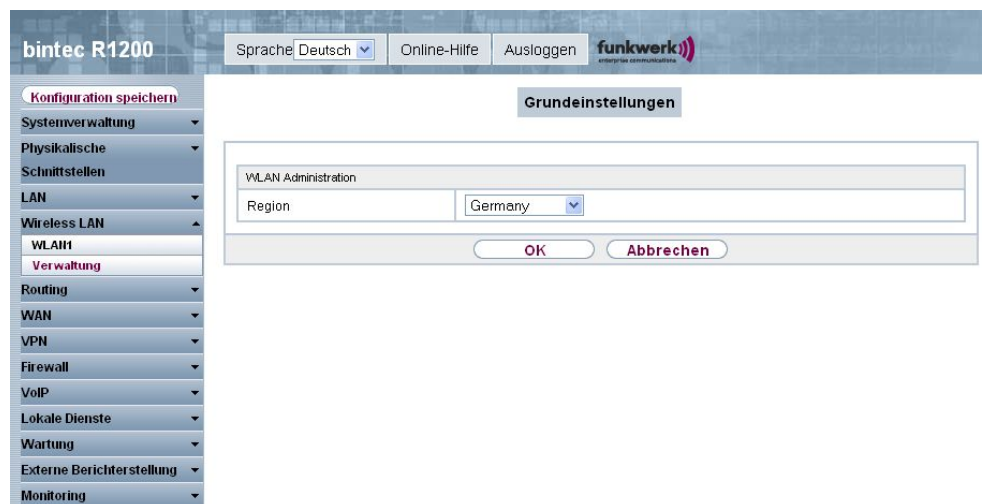 bintec R1200
Sprache Deutsch
Online-Hilfe
Ausloggen
funkwerk
enterprise communications
Konfiguration speichern
Systemverwaltung
Physikalische
Schnittstellen
LAN
Wireless LAN
WLAN1
Verwaltung
Routing
WAN
VPN
Firewall
VoIP
Lokale Dienste
Wartung
Externe Berichterstellung
Monitoring
Grundeinstellungen
WLAN Administration
Region Germany
OK Abbrechen